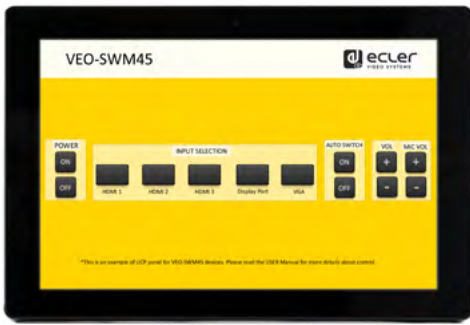 VEO-SWM45
ecler
VIDEO SYSTEMS
POWER
ON
OFF
INPUT SELECTION
HDMI 1 HDMI 2 HDMI 3 Display Port VGA
AUTO SWITCH
ON
OFF
VOL MIC VOL
+ +
- -
*This is an example of UCP panel for VEO-SWM45 devices. Please read the USER Manual for more details about control.